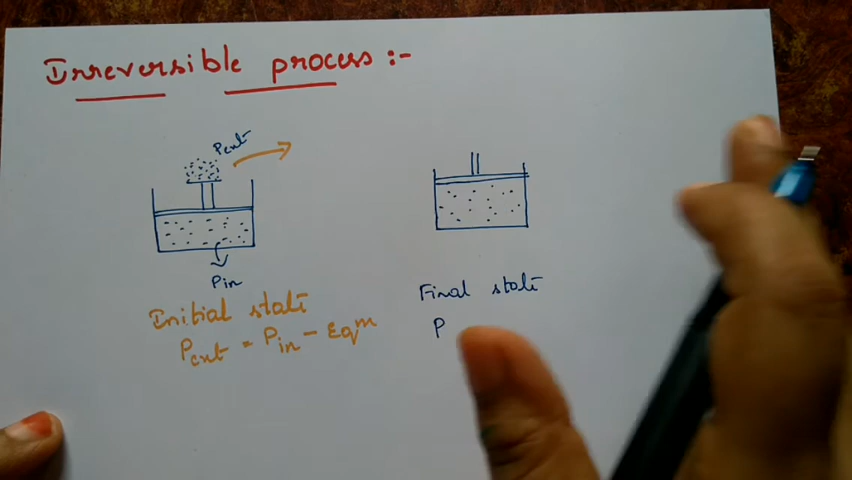 Irreversible process :-
Pext
Pin
Initial state
Pext = Pin - Eqm
Final state
P